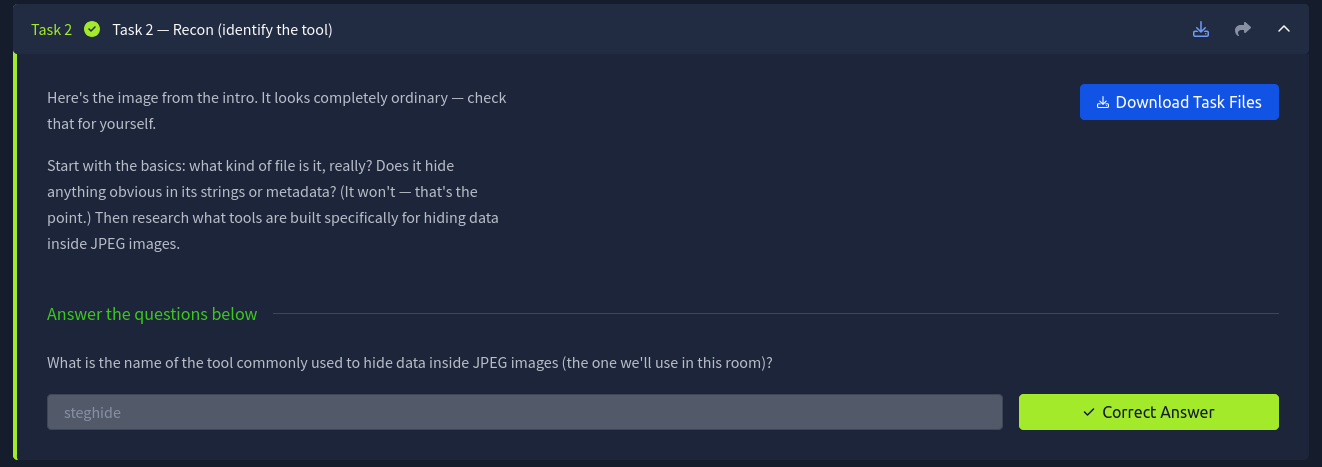 Task 2 Task 2 — Recon (identify the tool)
Here's the image from the intro. It looks completely ordinary — check
that for yourself.
Download Task Files
Start with the basics: what kind of file is it, really? Does it hide
anything obvious in its strings or metadata? (It won't — that's the
point.) Then research what tools are built specifically for hiding data
inside JPEG images.
Answer the questions below
What is the name of the tool commonly used to hide data inside JPEG images (the one we'll use in this room)?
steghide
Correct Answer